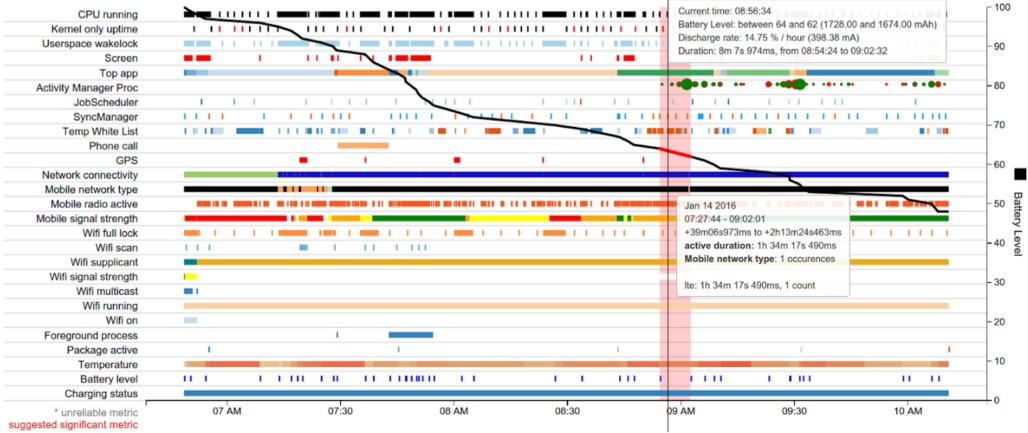 CPU running
Kernel only uptime
Userspace wakelock
Screen
Top app
Activity Manager Proc
JobScheduler
SyncManager
Temp White List
Phone call
GPS
Network connectivity
Mobile network type
Mobile radio active
Mobile signal strength
Wifi full lock
Wifi scan
Wifi supplicant
Wifi signal strength
Wifi multicast
Wifi running
Wifi on
Foreground process
Package active
Temperature
Battery level
Charging status
* unreliable metric
suggested significant metric
Current time: 08:56:34
Battery Level: between 64 and 62 (1728.00 and 1674.00 mAh)
Discharge rate: 14.75 % / hour (398.38 mA)
Duration: 8m 7s 974ms, from 08:54:24 to 09:02:32
Jan 14 2016
07:27:44 - 09:02:01
+39m06s973ms to +2h13m24s463ms
active duration: 1h 34m 17s 490ms
Mobile network type: 1 occurences
lte: 1h 34m 17s 490ms, 1 count
07 AM
07:30
08 AM
08:30
09 AM
09:30
10 AM
100
90
80
70
60
50
40
30
20
10
0
Battery Level